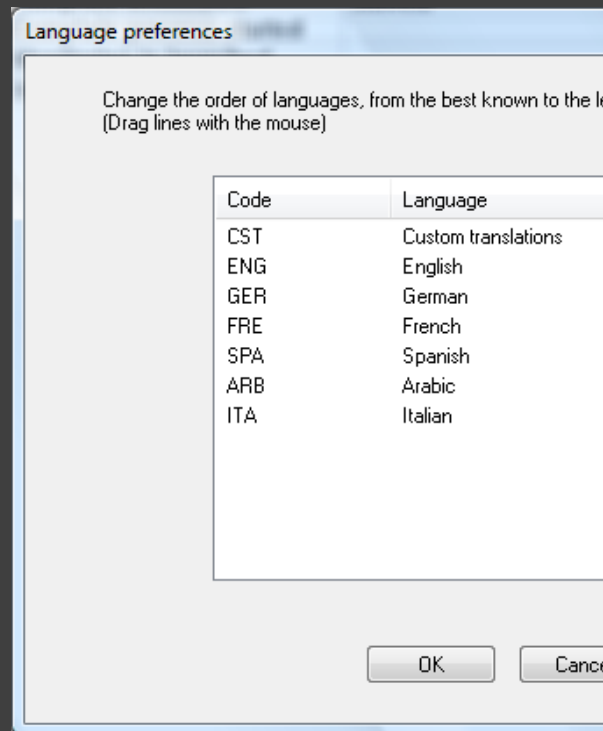 Language preferences
Change the order of languages, from the best known to the
(Drag lines with the mouse)
Code Language
CST Custom translations
ENG English
GER German
FRE French
SPA Spanish
ARB Arabic
ITA Italian
OK Cance